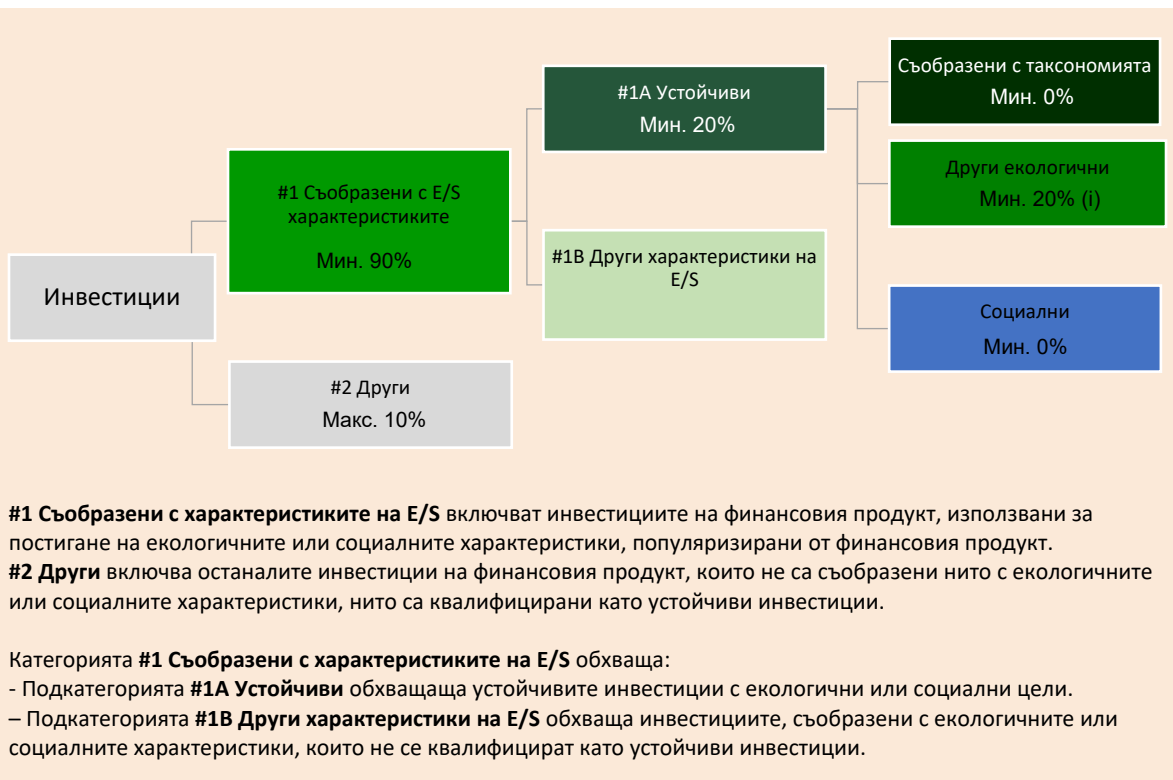 Инвестиции
#1 Съобразени с E/S
характеристиките
Мин. 90%
#2 Други
Макс. 10%
#1A Устойчиви
Мин. 20%
#1B Други характеристики на
E/S
Съобразени с таксономията
Мин. 0%
Други екологични
Мин. 20% (i)
Социални
Мин. 0%
#1 Съобразени с характеристиките на E/S включват инвестициите на финансовия продукт, използвани за
постигане на екологичните или социалните характеристики, популяризирани от финансовия продукт.
#2 Други включва останалите инвестиции на финансовия продукт, които не са съобразени нито с екологичните
или социалните характеристики, нито са квалифицирани като устойчиви инвестиции.
Категорията #1 Съобразени с характеристиките на E/S обхваща:
- Подкатегорията #1A Устойчиви обхващаща устойчивите инвестиции с екологични или социални цели.
– Подкатегорията #1B Други характеристики на E/S обхваща инвестициите, съобразени с екологичните или
социалните характеристики, които не се квалифицират като устойчиви инвестиции.